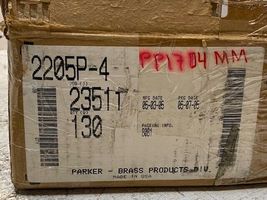 PP1704 MM
2205P-4
2351T
MFG DATE PKG DATE
05-03-05 05-07-05
130
PACKING INFO.
PARKER - BRASS PRODUCTS DIV.
MADE IN USA